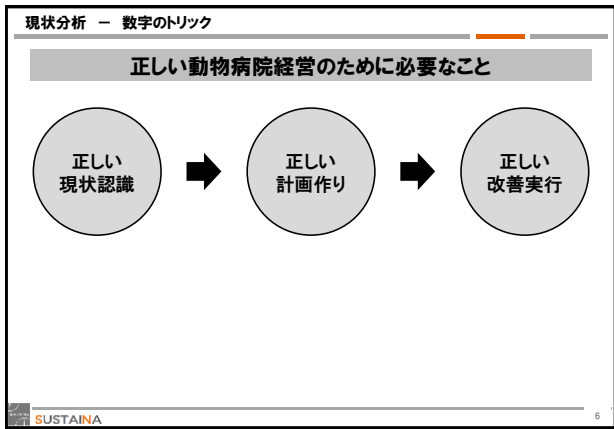 現状分析 － 数字のトリック
正しい動物病院経営のために必要なこと
正しい
現状認識
正しい
計画作り
正しい
改善実行
SUSTAINA
6